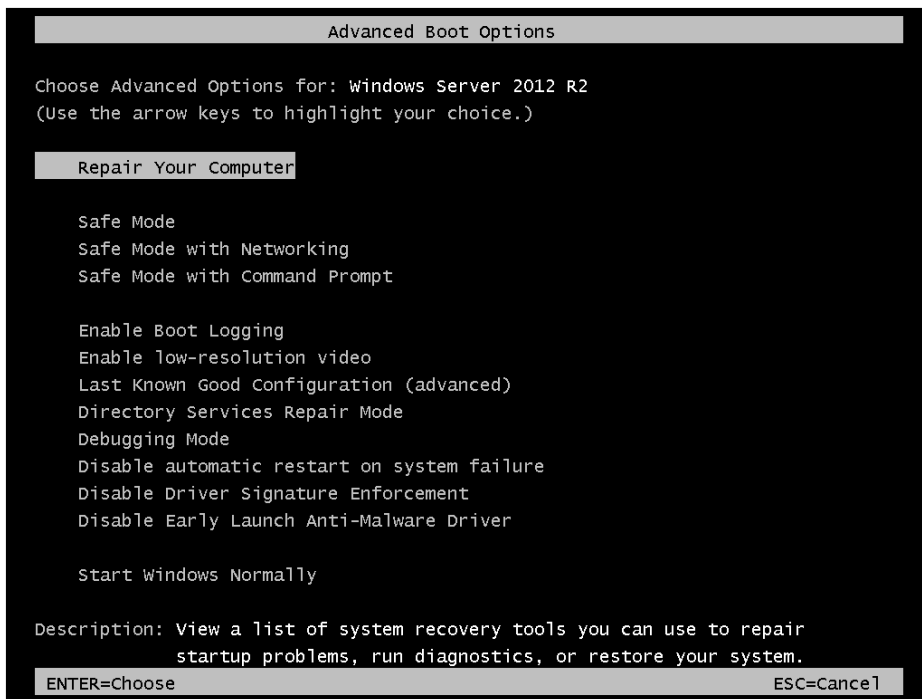 Advanced Boot Options
Choose Advanced Options for: Windows Server 2012 R2
(Use the arrow keys to highlight your choice.)
Repair Your Computer
Safe Mode
Safe Mode with Networking
Safe Mode with Command Prompt
Enable Boot Logging
Enable low-resolution video
Last Known Good Configuration (advanced)
Directory Services Repair Mode
Debugging Mode
Disable automatic restart on system failure
Disable Driver Signature Enforcement
Disable Early Launch Anti-Malware Driver
Start Windows Normally
Description: View a list of system recovery tools you can use to repair
startup problems, run diagnostics, or restore your system.
ENTER=Choose ESC=Cancel